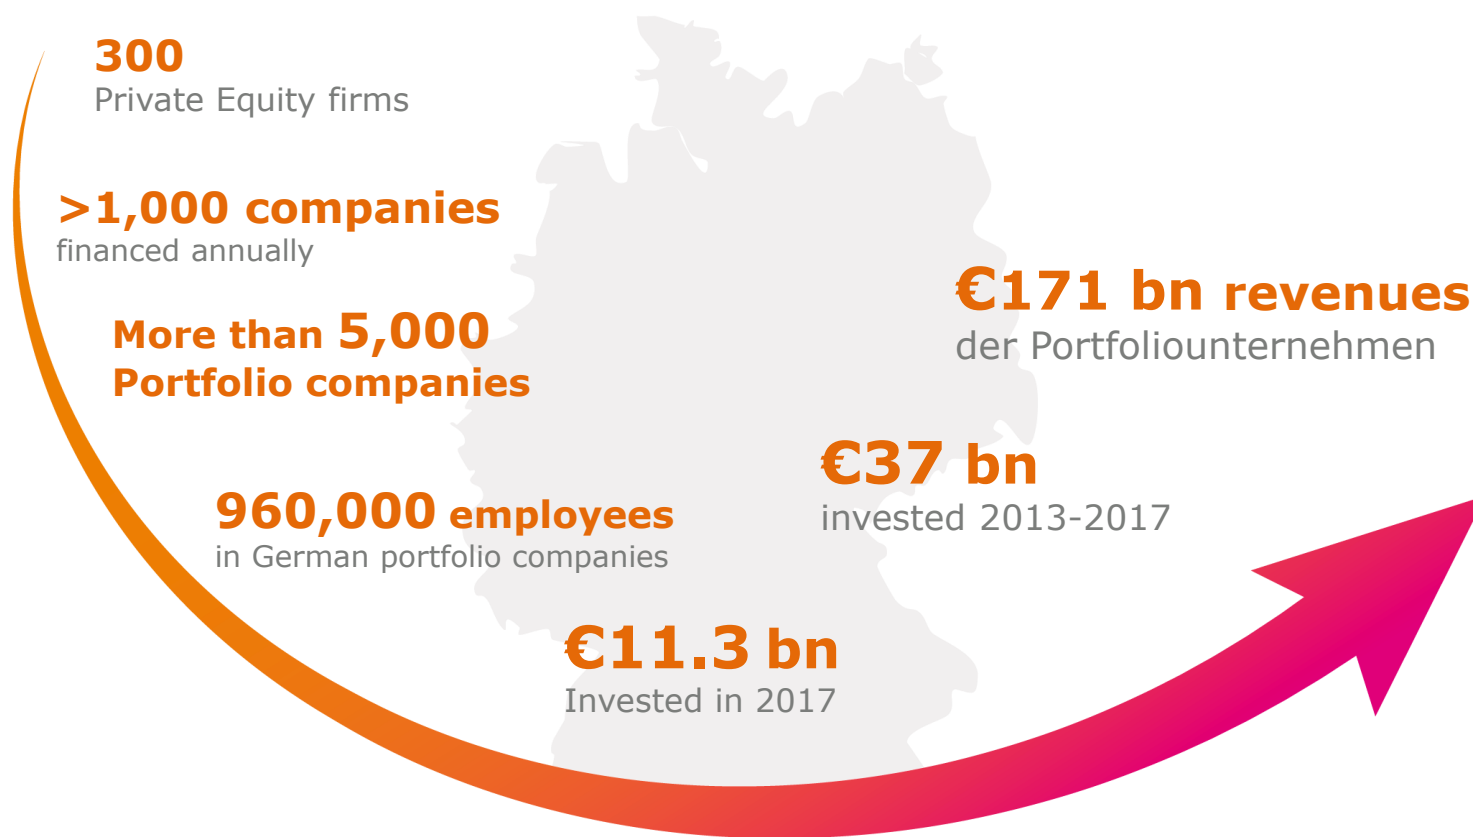 300
Private Equity firms
>1,000 companies
financed annually
More than 5,000
Portfolio companies
960,000 employees
in German portfolio companies
€11.3 bn
Invested in 2017
€37 bn
invested 2013-2017
€171 bn revenues
der Portfoliounternehmen